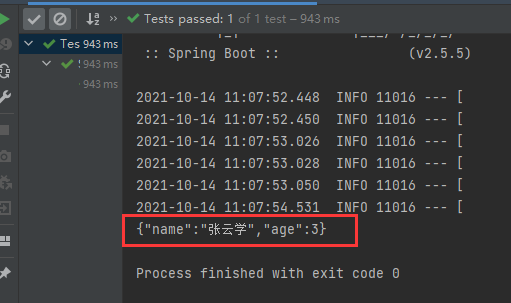 Tests passed: 1 of 1 test – 943 ms
Tes 943 ms
943 ms
943 ms
:: Spring Boot :: (v2.5.5)
2021-10-14 11:07:52.448 INFO 11016 --- [
2021-10-14 11:07:52.450 INFO 11016 --- [
2021-10-14 11:07:53.026 INFO 11016 --- [
2021-10-14 11:07:53.028 INFO 11016 --- [
2021-10-14 11:07:53.050 INFO 11016 --- [
2021-10-14 11:07:54.531 INFO 11016 --- [
{"name":"张云学","age":3}
Process finished with exit code 0